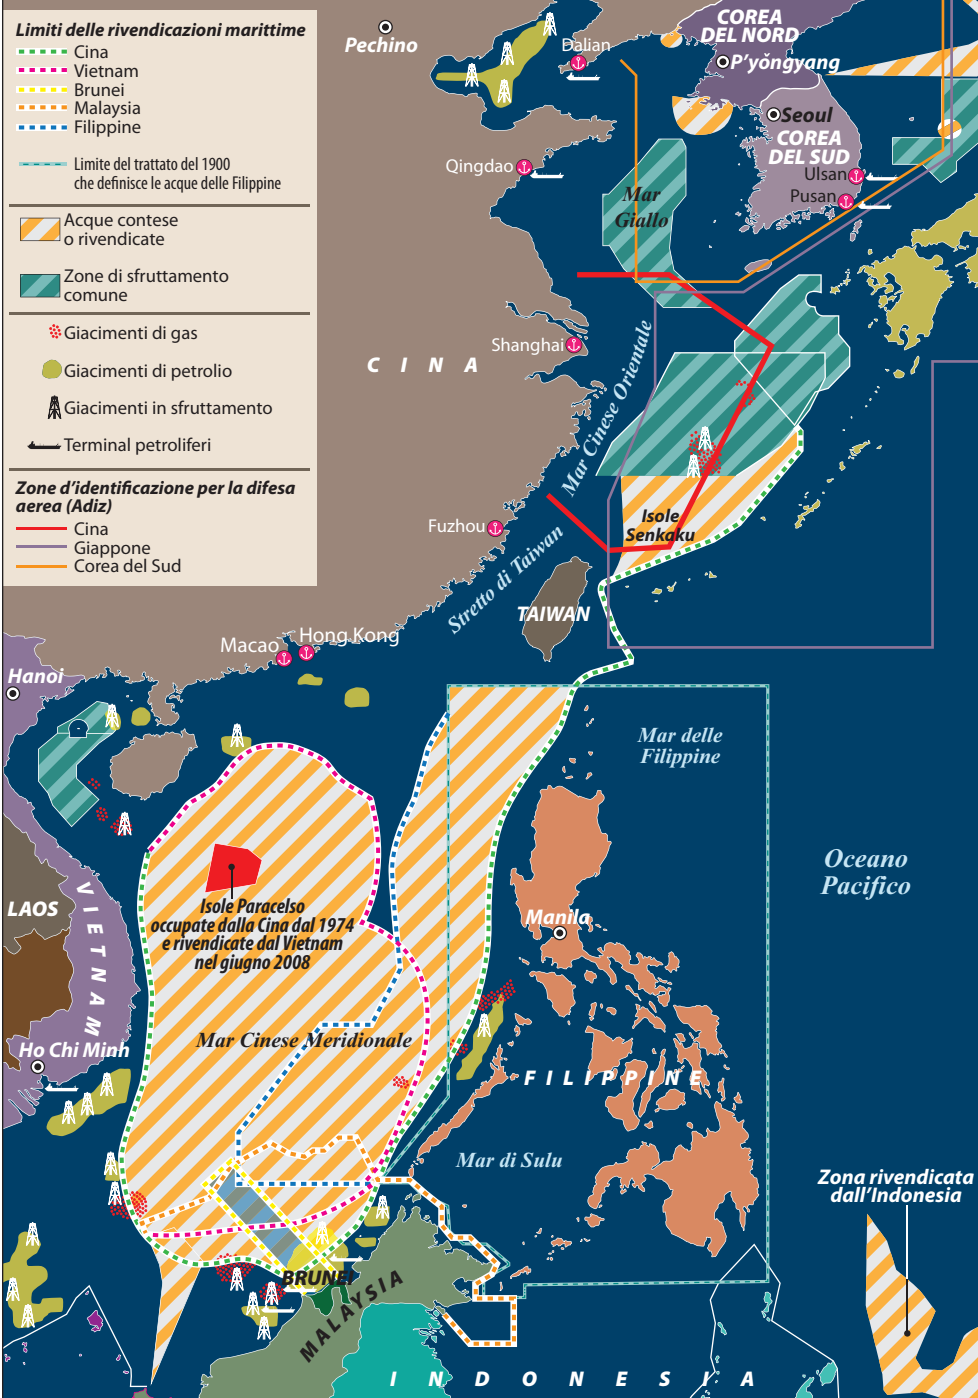 Limiti delle rivendicazioni marittime
Cina
Vietnam
Brunei
Malaysia
Filippine
Limite del trattato del 1900
che definisce le acque delle Filippine
Acque contese
o rivendicate
Zone di sfruttamento
comune
Giacimenti di gas
Giacimenti di petrolio
Giacimenti in sfruttamento
Terminal petroliferi
Zone d'identificazione per la difesa
aerea (Adiz)
Cina
Giappone
Corea del Sud
Pechino
Dalian
COREA
DEL NORD
P'yŏngyang
Seoul
COREA
DEL SUD
Ulsan
Pusan
Qingdao
Mar
Giallo
Shanghai
CINA
Mar Cinese Orientale
Fuzhou
Isole
Senkaku
Stretto di Taiwan
TAIWAN
Macao
Hong Kong
Hanoi
Mar delle
Filippine
Oceano
Pacifico
LAOS
VIETNAM
Isole Paracelso
occupate dalla Cina dal 1974
e rivendicate dal Vietnam
nel giugno 2008
Manila
Mar Cinese Meridionale
Ho Chi Minh
FILIPPINE
Mar di Sulu
Zona rivendicata
dall'Indonesia
BRUNEI
MALAYSIA
INDONESIA